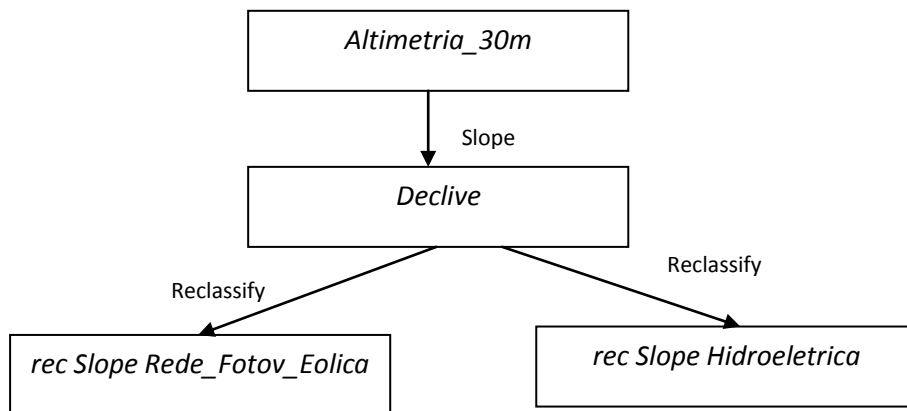 Altimetria_30m
Slope
Declive
Reclassify
Reclassify
rec Slope Rede_Fotov_Eolica
rec Slope Hidroeletrica